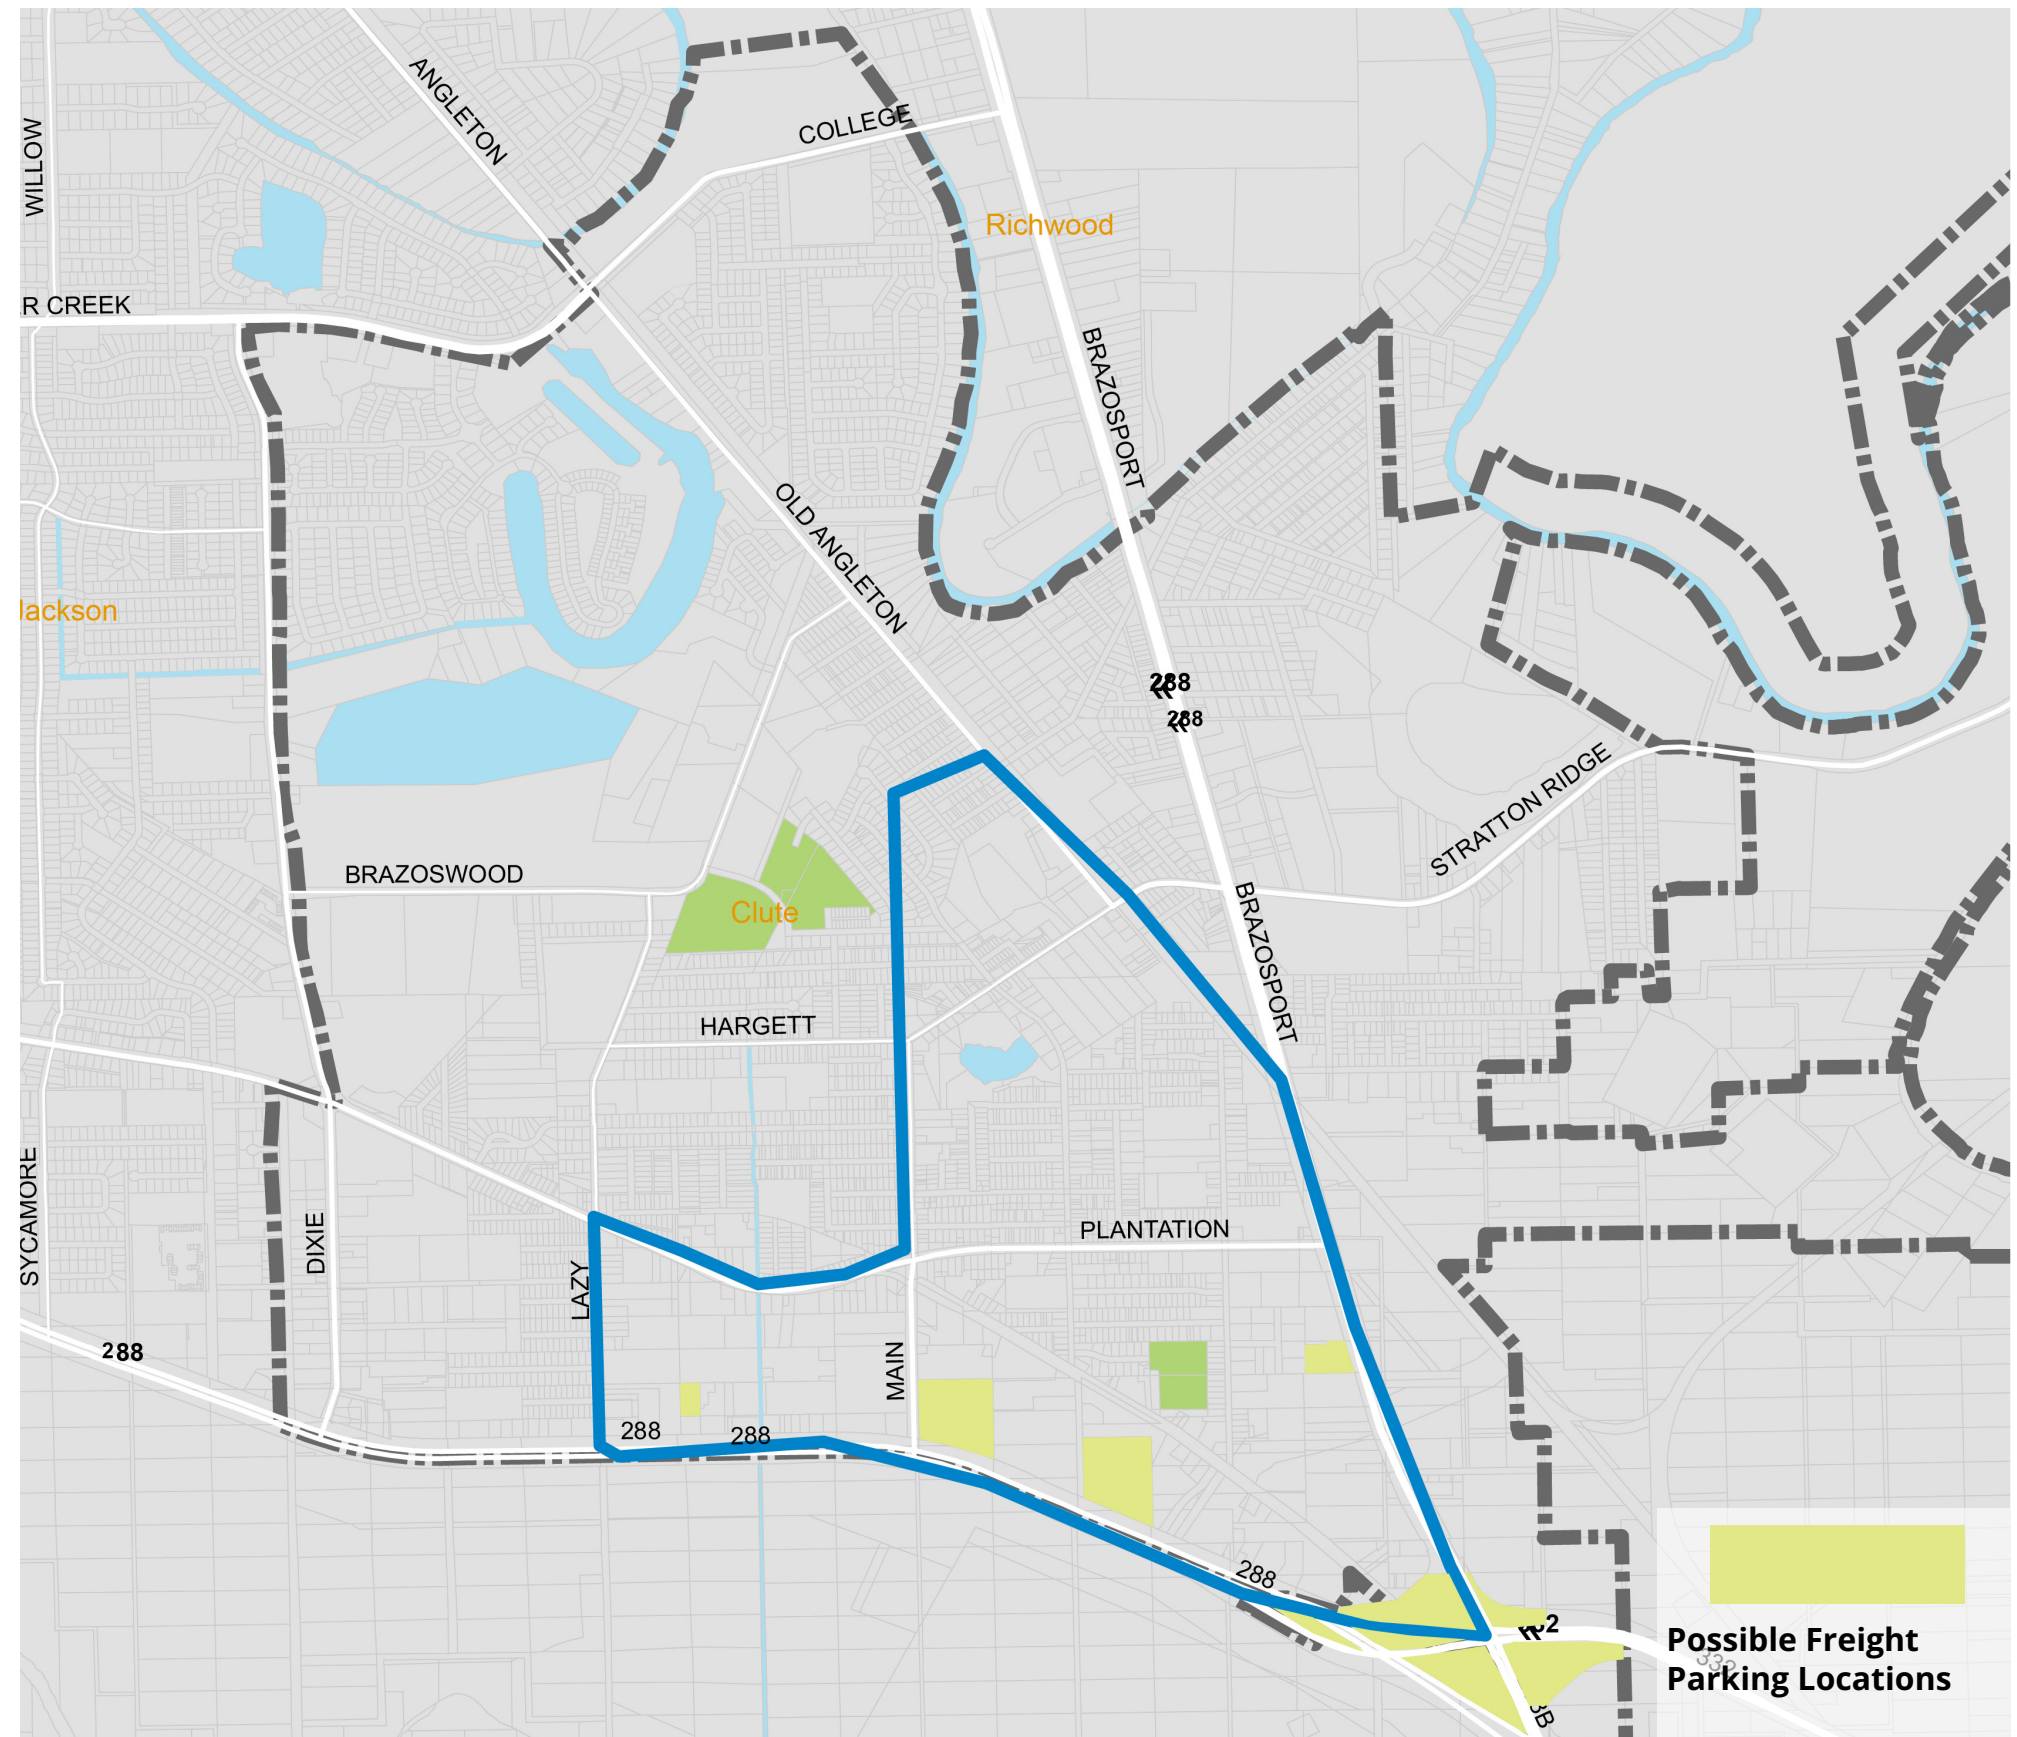 ANGLETON
WILLOW
COLLEGE
Richwood
R CREEK
BRAZOSPORT
OLD ANGLETON
Jackson
288
288
STRATTON RIDGE
BRAZOSWOOD
Clute
BRAZOSPORT
HARGETT
SYCAMORE
DIXIE
PLANTATION
LAZY
MAIN
288
288
288
288
332
Possible Freight
Parking Locations